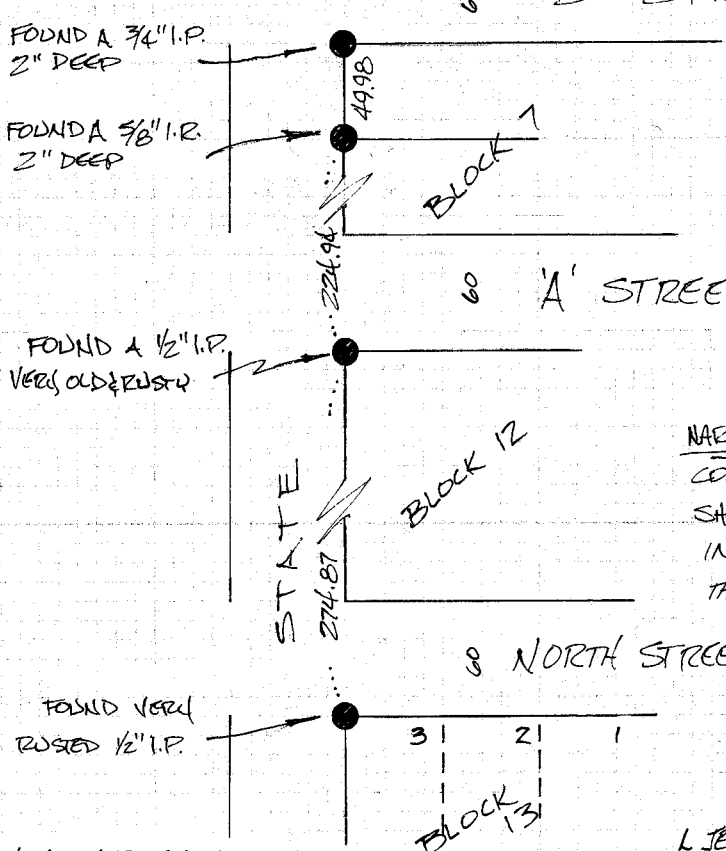 FOUND A 3/4" I.P.
2" DEEP
49.98
FOUND A 5/8" I.R.
2" DEEP
BLOCK 7
224.94
60 'A' STREE
FOUND A 1/2" I.P.
VERY OLD & RUSTY
BLOCK 12
STATE
274.87
60 NORTH STREE
FOUND VERY
RUSTED 1/2" I.P.
3 2 1
BLOCK 13